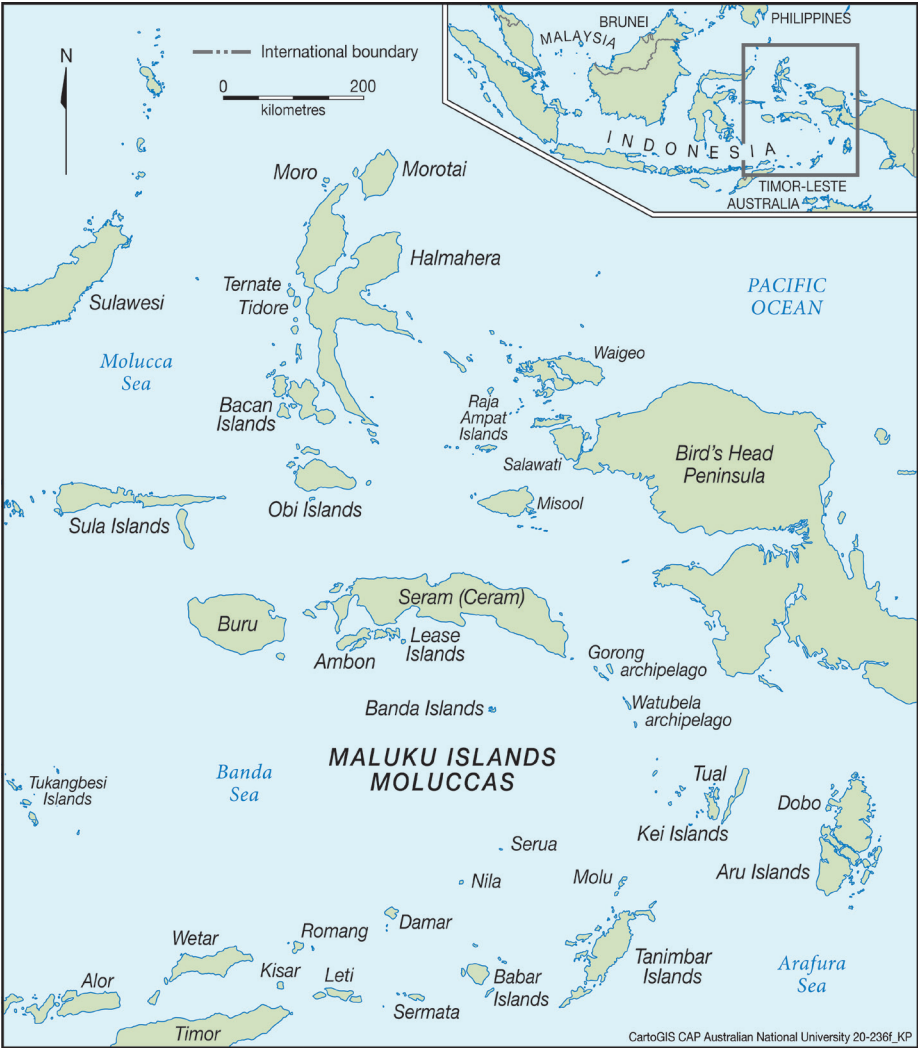 N
International boundary
0 200
kilometres
BRUNEI
PHILIPPINES
MALAYSIA
INDONESIA
TIMOR-LESTE
AUSTRALIA
Moro
Morotai
Halmahera
Ternate
Tidore
Sulawesi
PACIFIC
OCEAN
Molucca
Sea
Waigeo
Bacan
Islands
Raja
Ampat
Islands
Salawati
Bird's Head
Peninsula
Misool
Obi Islands
Sula Islands
Seram (Ceram)
Buru
Lease
Islands
Ambon
Gorong
archipelago
Banda Islands
Watubela
archipelago
MALUKU ISLANDS
MOLUCCAS
Banda
Sea
Tukangbesi
Islands
Tual
Dobo
Kei Islands
Serua
Aru Islands
Nila
Molu
Damar
Romang
Wetar
Tanimbar
Islands
Arafura
Sea
Kisar
Leti
Babar
Islands
Alor
Sermata
Timor
CartoGIS CAP Australian National University 20-236f_KP